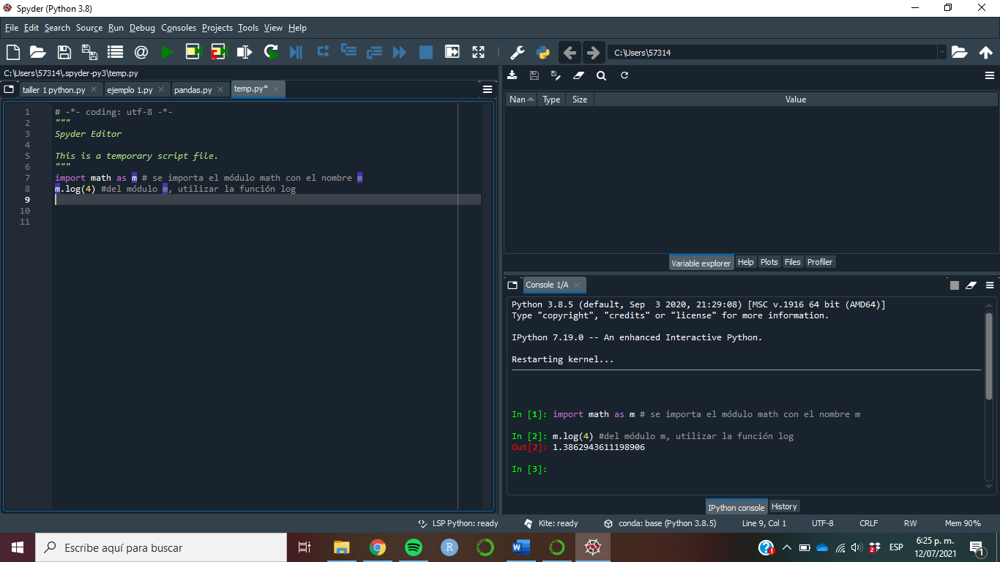 Spyder (Python 3.8)
File Edit Search Source Run Debug Consoles Projects Tools View Help
C:\Users\57314
C:\Users\57314\.spyder-py3\temp.py
taller 1 python.py ejemplo 1.py pandas.py temp.py*
1 # -*- coding: utf-8 -*-
2 """
3 Spyder Editor
4
5 This is a temporary script file.
6 """
7 import math as m # se importa el módulo math con el nombre m
8 m.log(4) #del módulo m, utilizar la función log
9
10
11
Nan Type Size Value
Variable explorer Help Plots Files Profiler
Console 1/A
Python 3.8.5 (default, Sep  3 2020, 21:29:08) [MSC v.1916 64 bit (AMD64)]
Type "copyright", "credits" or "license" for more information.
IPython 7.19.0 -- An enhanced Interactive Python.
Restarting kernel...
In [1]: import math as m # se importa el módulo math con el nombre m
In [2]: m.log(4) #del módulo m, utilizar la función log
Out[2]: 1.3862943611198906
In [3]:
IPython console History
LSP Python: ready Kite: ready conda: base (Python 3.8.5) Line 9, Col 1 UTF-8 CRLF RW Mem 90%
Escribe aquí para buscar
R
W
ESP
6:25 p. m.
12/07/2021
1